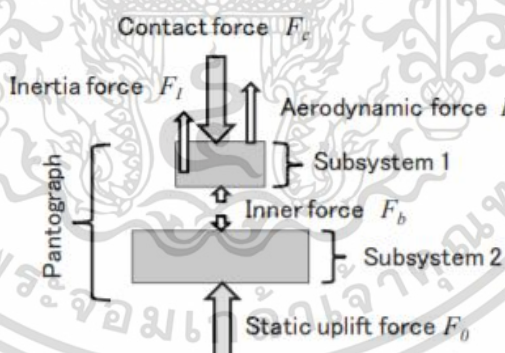 Contact force F_c
Inertia force F_I
Aerodynamic force
Subsystem 1
Inner force F_b
Pantograph
Subsystem 2
Static uplift force F_0